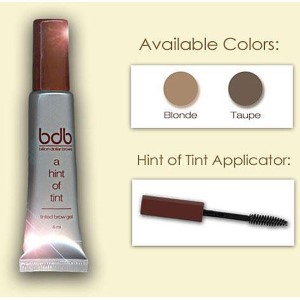 Available Colors:
Blonde
Taupe
Hint of Tint Applicator:
bdb
billion dollar brows
a
hint
of
tint
tinted brow gel